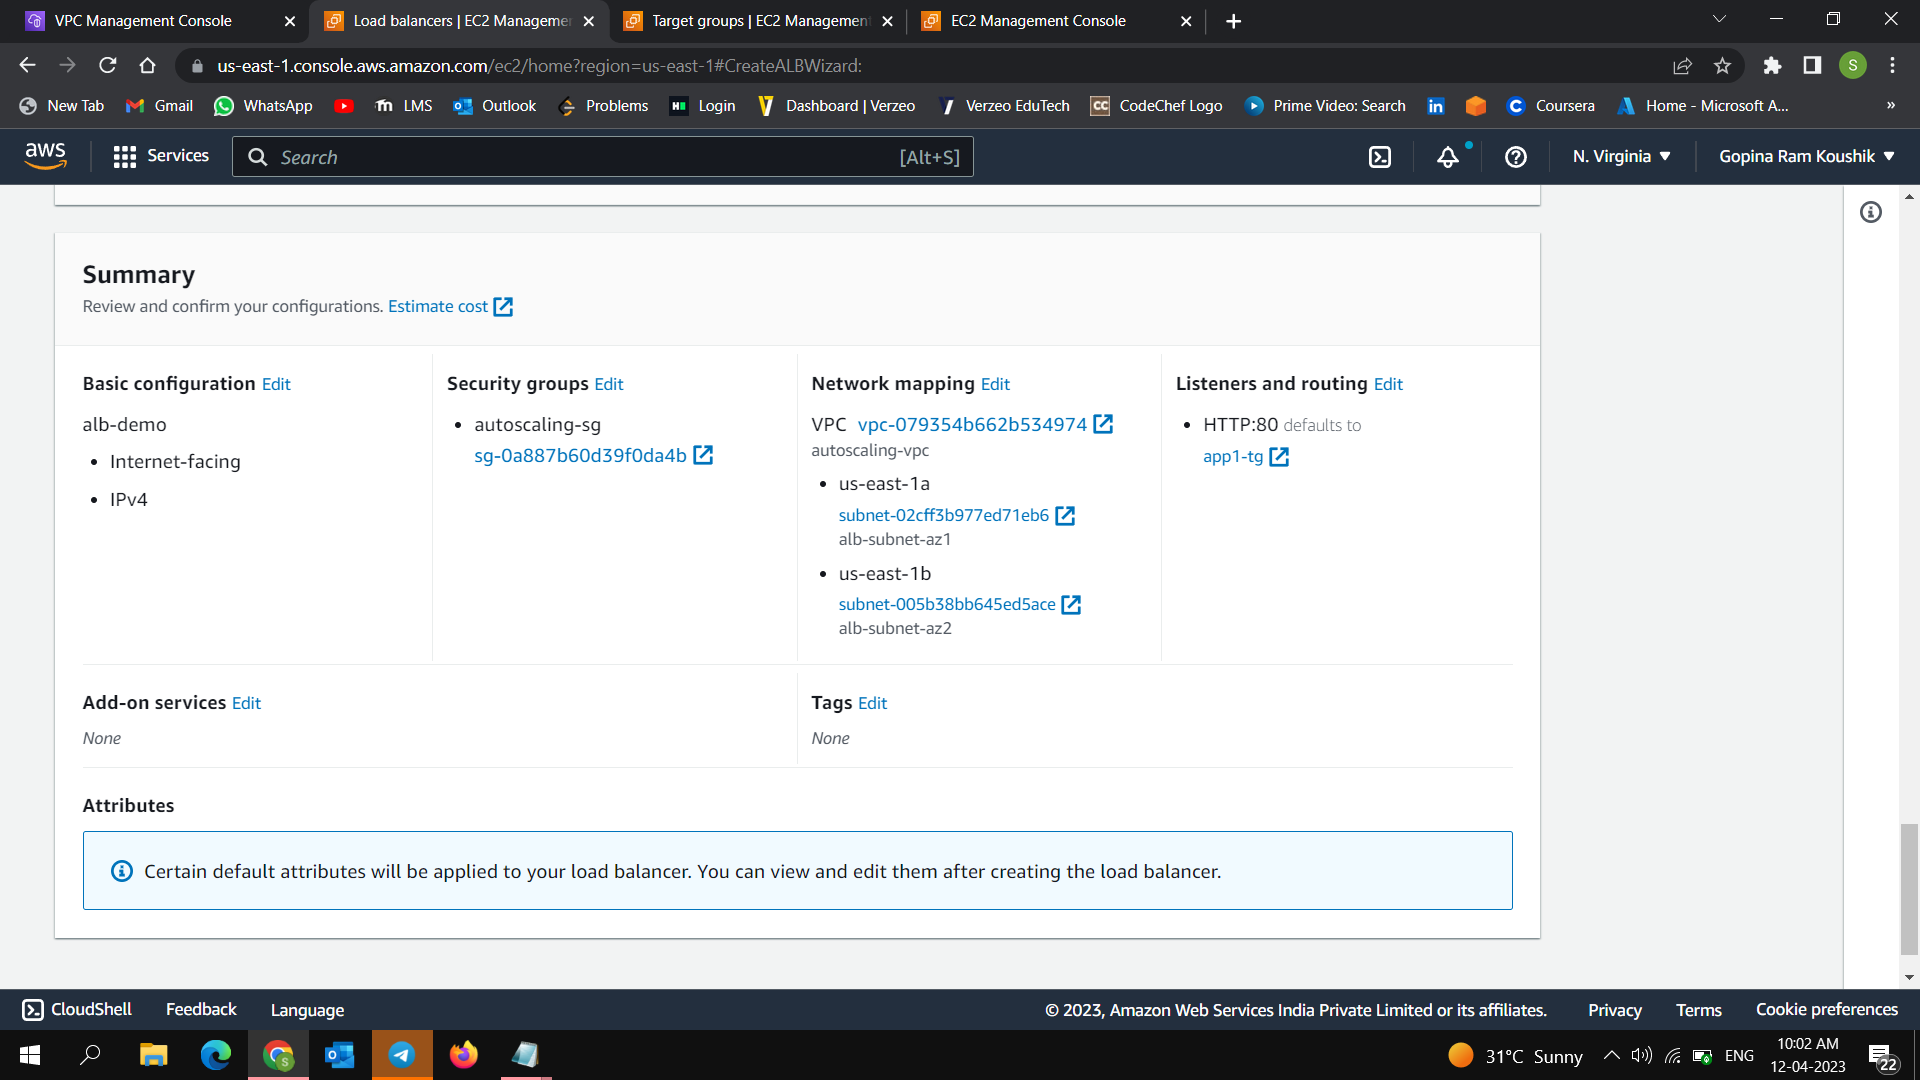 VPC Management Console
Load balancers | EC2 Manageme
Target groups | EC2 Management
EC2 Management Console
us-east-1.console.aws.amazon.com/ec2/home?region=us-east-1#CreateALBWizard:
S
New Tab
Gmail
WhatsApp
LMS
Outlook
Problems
Login
Dashboard | Verzeo
Verzeo EduTech
CodeChef Logo
Prime Video: Search
Coursera
Home - Microsoft A...
»
aws
Services
Search
[Alt+S]
N. Virginia
Gopina Ram Koushik
Summary
Review and confirm your configurations. Estimate cost
Basic configuration Edit
alb-demo
• Internet-facing
• IPv4
Security groups Edit
• autoscaling-sg
sg-0a887b60d39f0da4b
Network mapping Edit
VPC vpc-079354b662b534974
autoscaling-vpc
• us-east-1a
subnet-02cff3b977ed71eb6
alb-subnet-az1
• us-east-1b
subnet-005b38bb645ed5ace
alb-subnet-az2
Listeners and routing Edit
• HTTP:80 defaults to
app1-tg
Add-on services Edit
None
Tags Edit
None
Attributes
Certain default attributes will be applied to your load balancer. You can view and edit them after creating the load balancer.
CloudShell
Feedback
Language
© 2023, Amazon Web Services India Private Limited or its affiliates.
Privacy
Terms
Cookie preferences
31°C Sunny
ENG
10:02 AM
12-04-2023
22